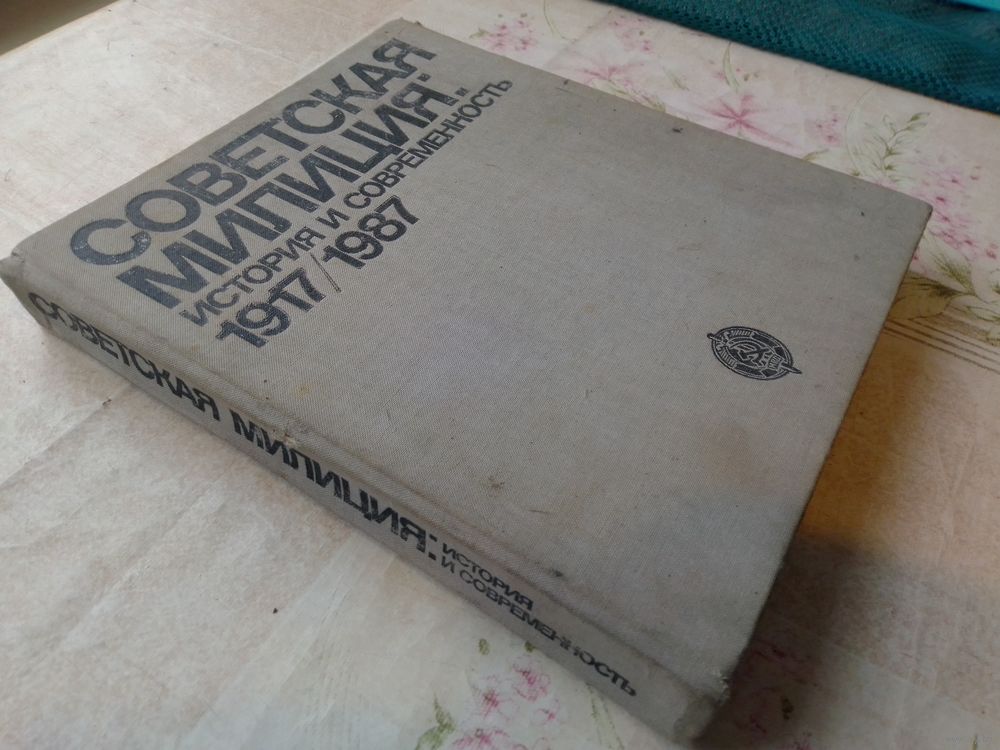 СОВЕТСКАЯ
МИЛИЦИЯ:
ИСТОРИЯ И СОВРЕМЕННОСТЬ
1917/1987
СОВЕТСКАЯ МИЛИЦИЯ:
ИСТОРИЯ
И СОВРЕМЕННОСТЬ